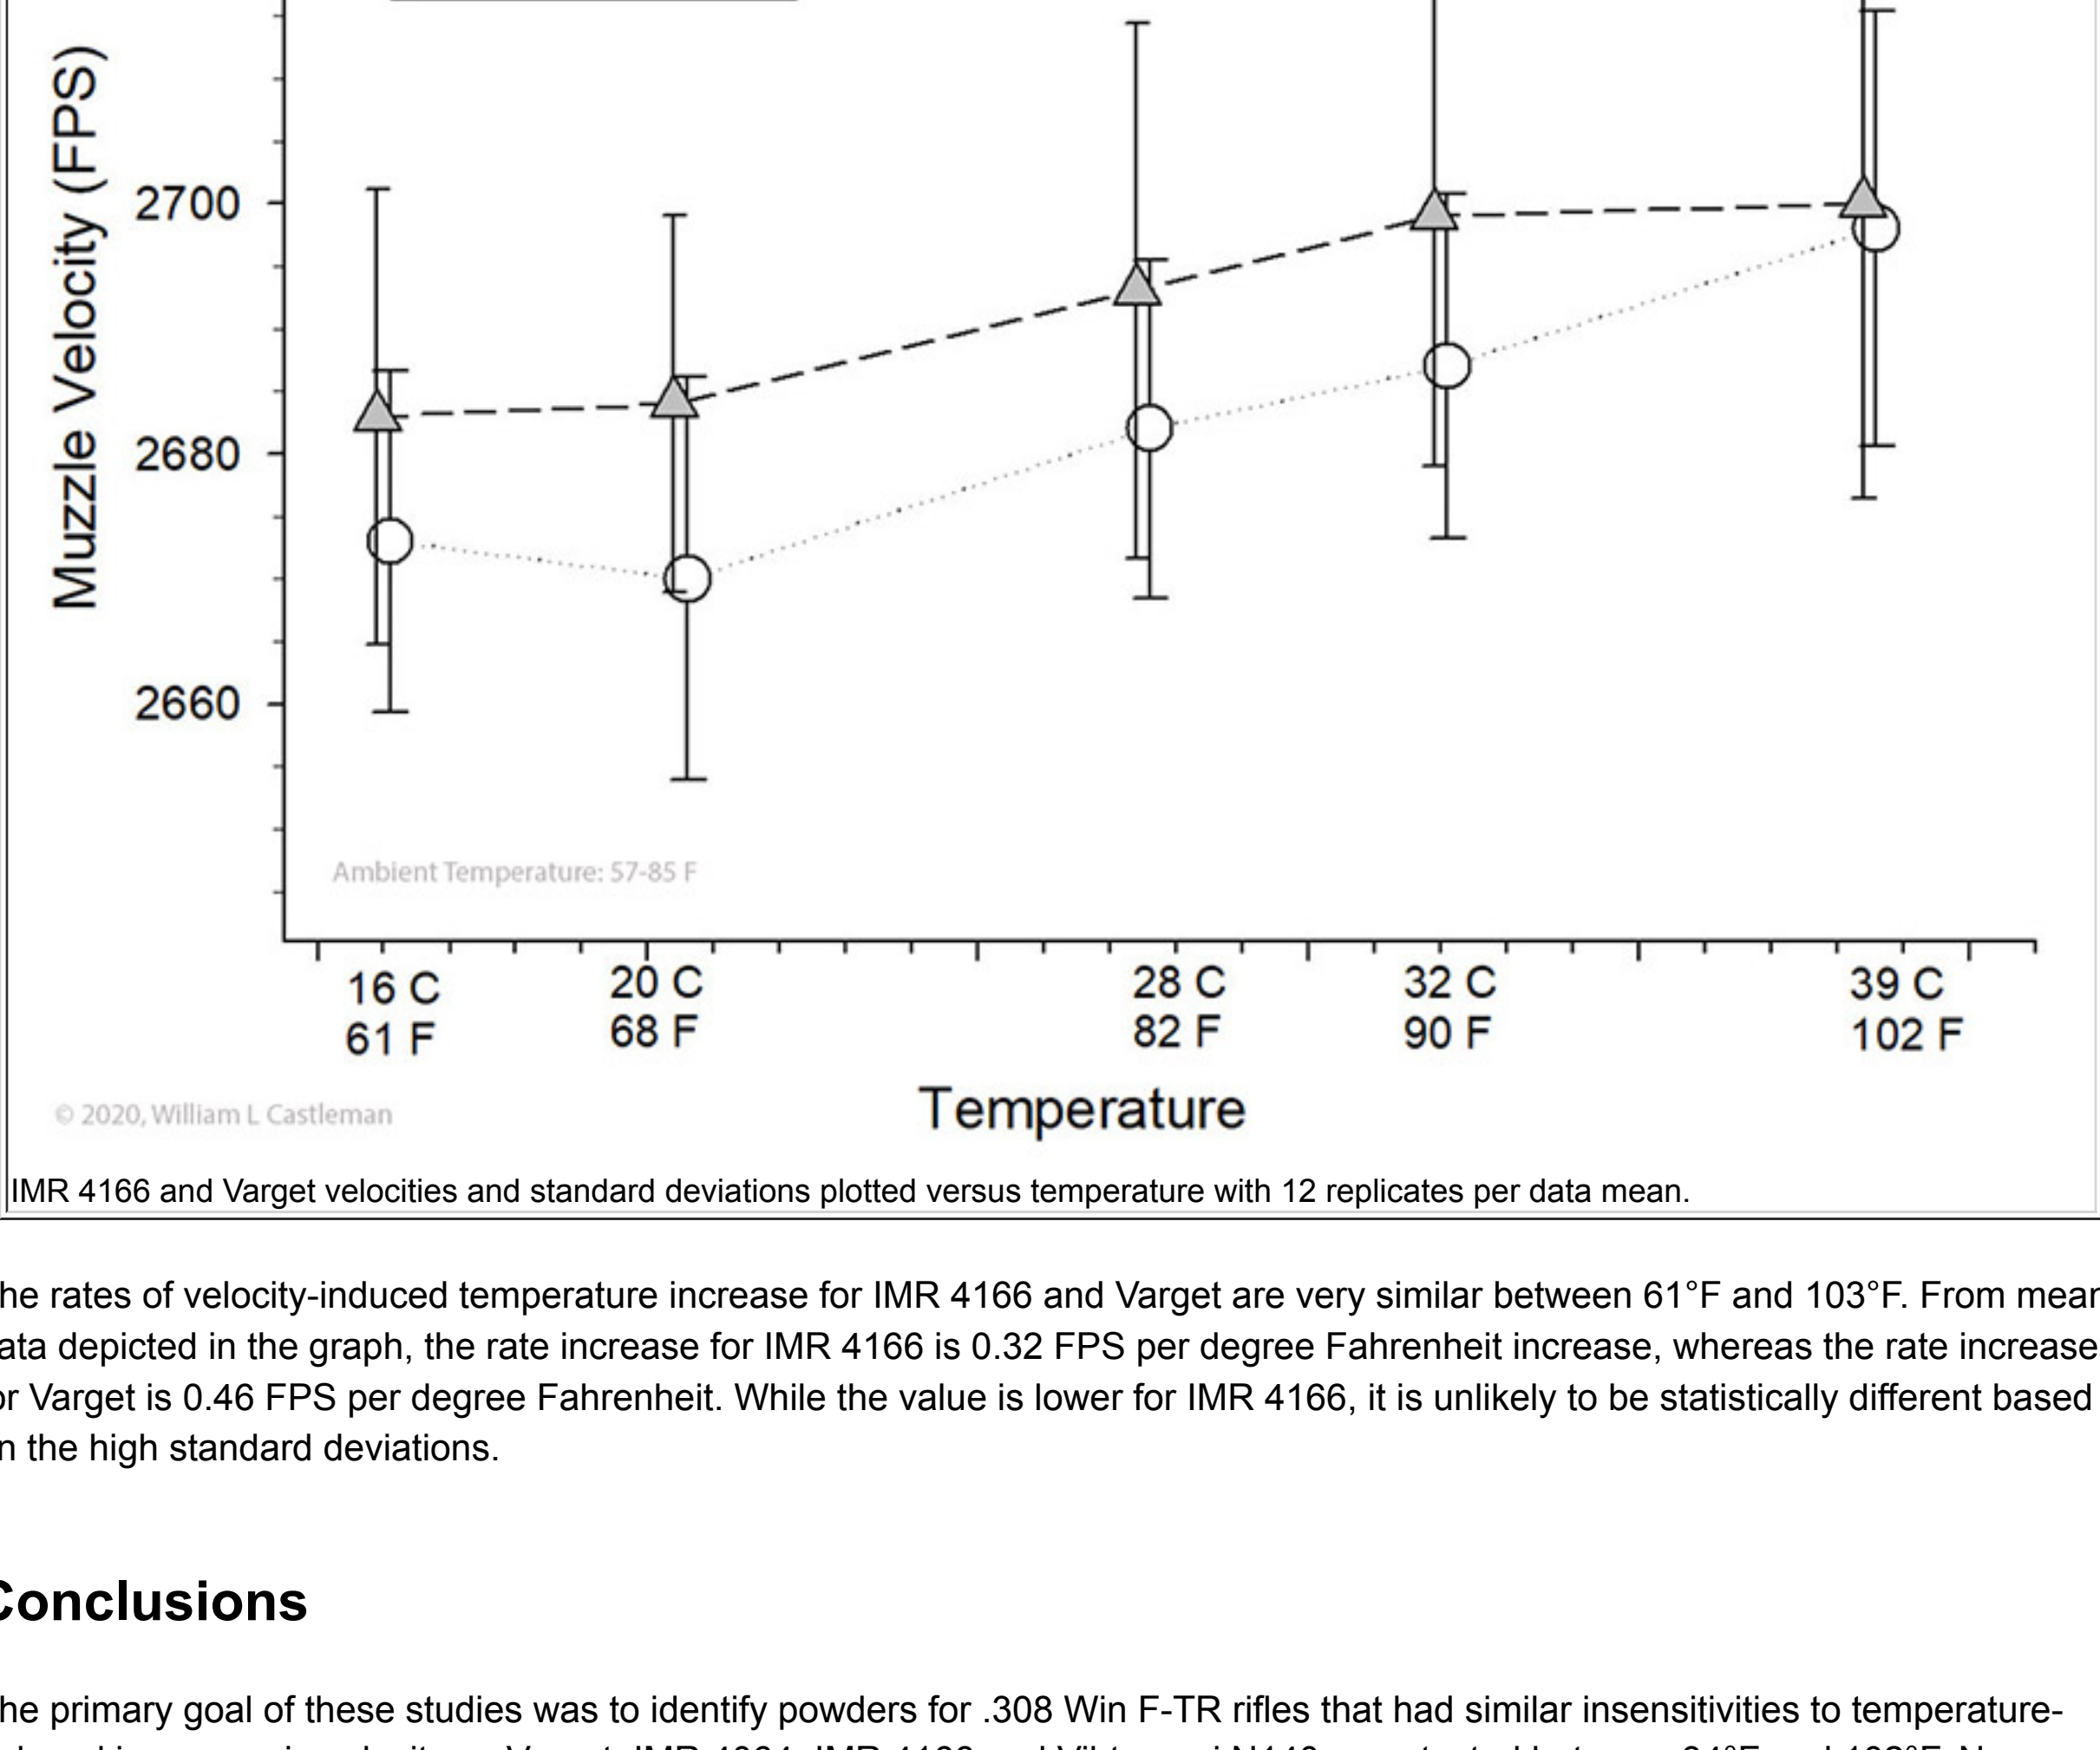 Muzzle Velocity (FPS)
2700
2680
2660
Ambient Temperature: 57-85 F
16 C 20 C 28 C 32 C 39 C
61 F 68 F 82 F 90 F 102 F
Temperature
© 2020, William L Castleman
IMR 4166 and Varget velocities and standard deviations plotted versus temperature with 12 replicates per data mean.
he rates of velocity-induced temperature increase for IMR 4166 and Varget are very similar between 61°F and 103°F. From mean
ata depicted in the graph, the rate increase for IMR 4166 is 0.32 FPS per degree Fahrenheit increase, whereas the rate increase
or Varget is 0.46 FPS per degree Fahrenheit. While the value is lower for IMR 4166, it is unlikely to be statistically different based
n the high standard deviations.
Conclusions
he primary goal of these studies was to identify powders for .308 Win F-TR rifles that had similar insensitivities to temperature-